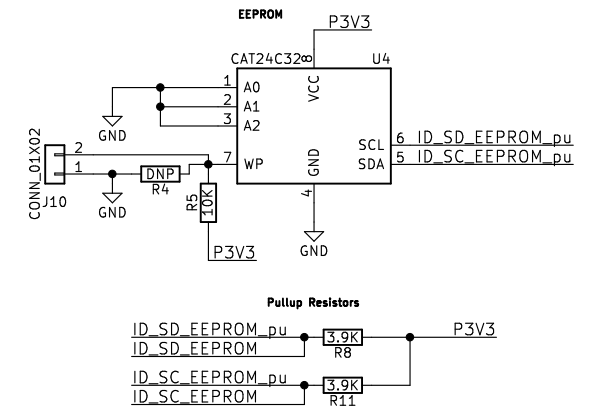 EEPROM
P3V3
CAT24C32
U4
8
VCC
1 A0
2 A1
3 A2
GND
CONN_01X02
2
1
J10
GND
DNP
R4
7 WP
R5
10K
P3V3
GND
4
GND
SCL 6 ID_SD_EEPROM_pu
SDA 5 ID_SC_EEPROM_pu
Pullup Resistors
ID_SD_EEPROM_pu
ID_SD_EEPROM
3.9K
R8
P3V3
ID_SC_EEPROM_pu
ID_SC_EEPROM
3.9K
R11